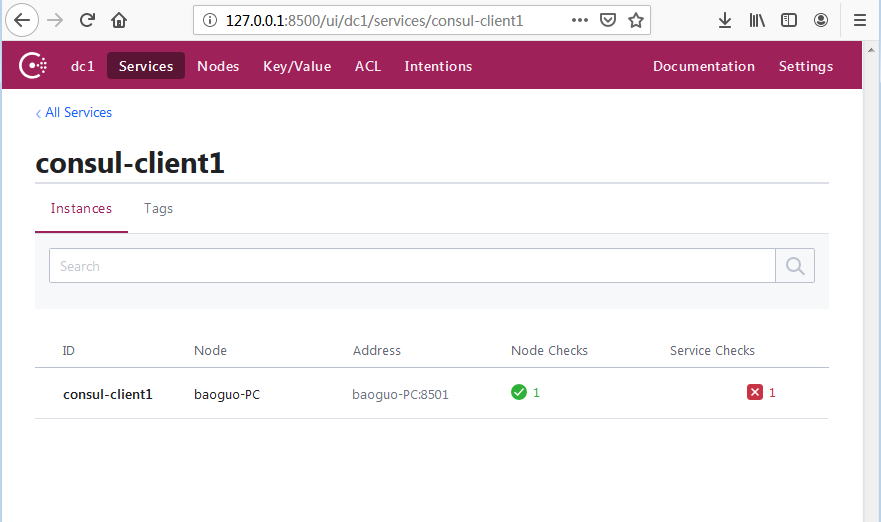 127.0.0.1:8500/ui/dc1/services/consul-client1
dc1 Services Nodes Key/Value ACL Intentions Documentation Settings
All Services
consul-client1
Instances Tags
Search
ID Node Address Node Checks Service Checks
consul-client1 baoguo-PC baoguo-PC:8501 1 1